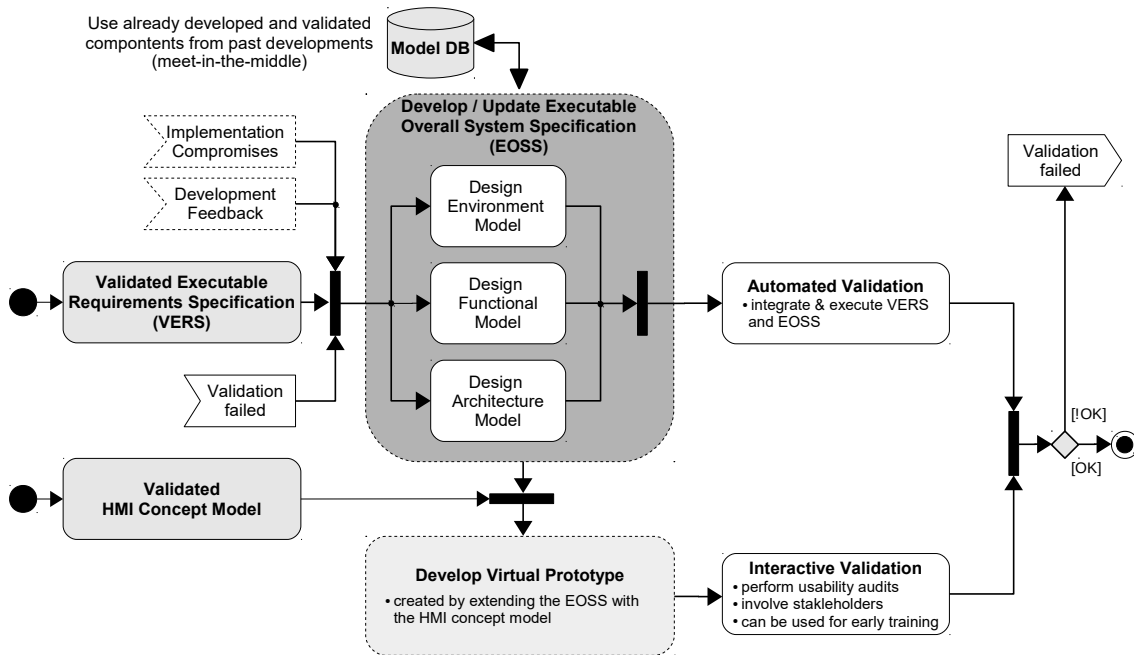 Use already developed and validated
compontents from past developments
(meet-in-the-middle)
Model DB
Develop / Update Executable
Overall System Specification
(EOSS)
Implementation
Compromises
Development
Feedback
Validated Executable
Requirements Specification
(VERS)
Validation
failed
Design
Environment
Model
Design
Functional
Model
Design
Architecture
Model
Automated Validation
• integrate & execute VERS
and EOSS
Validation
failed
[!OK]
[OK]
Validated
HMI Concept Model
Develop Virtual Prototype
• created by extending the EOSS with
the HMI concept model
Interactive Validation
• perform usability audits
• involve stakeholders
• can be used for early training